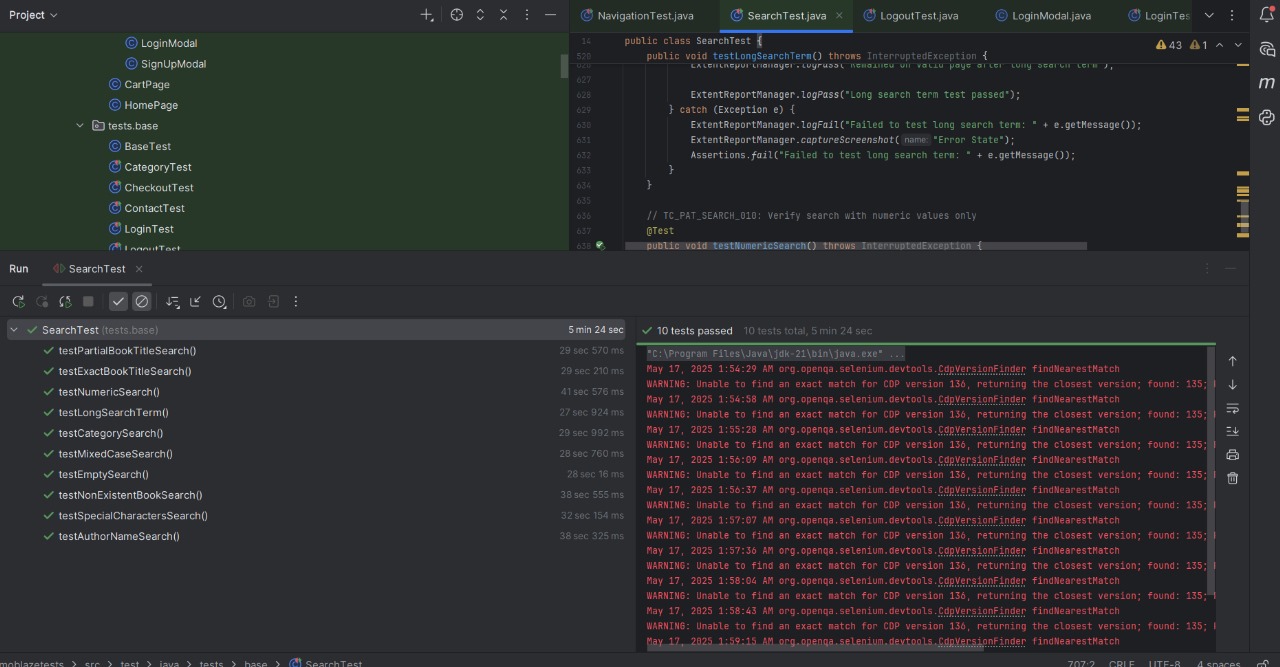 Project
LoginModal
SignUpModal
CartPage
HomePage
tests.base
BaseTest
CategoryTest
CheckoutTest
ContactTest
LoginTest
LogoutTest
NavigationTest.java
SearchTest.java
LogoutTest.java
LoginModal.java
LoginTes
14 public class SearchTest {
520 public void testLongSearchTerm() throws InterruptedException {
43 1
626 ExtentReportManager.logPass("Remained on valid page after long search term");
627
628 ExtentReportManager.logPass("Long search term test passed");
629 } catch (Exception e) {
630 ExtentReportManager.logFail("Failed to test long search term: " + e.getMessage());
631 ExtentReportManager.captureScreenshot( name: "Error State");
632 Assertions.fail("Failed to test long search term: " + e.getMessage());
633 }
634 }
635
636 // TC_PAT_SEARCH_010: Verify search with numeric values only
637 @Test
638 public void testNumericSearch() throws InterruptedException {
m
Run SearchTest
SearchTest (tests.base) 5 min 24 sec
testPartialBookTitleSearch() 29 sec 570 ms
testExactBookTitleSearch() 29 sec 210 ms
testNumericSearch() 41 sec 576 ms
testLongSearchTerm() 27 sec 924 ms
testCategorySearch() 29 sec 992 ms
testMixedCaseSearch() 28 sec 760 ms
testEmptySearch() 28 sec 16 ms
testNonExistentBookSearch() 38 sec 555 ms
testSpecialCharactersSearch() 32 sec 154 ms
testAuthorNameSearch() 38 sec 325 ms
10 tests passed 10 tests total, 5 min 24 sec
"C:\Program Files\Java\jdk-21\bin\java.exe" ...
May 17, 2025 1:54:29 AM org.openqa.selenium.devtools.CdpVersionFinder findNearestMatch
WARNING: Unable to find an exact match for CDP version 136, returning the closest version; found: 135;
May 17, 2025 1:54:58 AM org.openqa.selenium.devtools.CdpVersionFinder findNearestMatch
WARNING: Unable to find an exact match for CDP version 136, returning the closest version; found: 135;
May 17, 2025 1:55:28 AM org.openqa.selenium.devtools.CdpVersionFinder findNearestMatch
WARNING: Unable to find an exact match for CDP version 136, returning the closest version; found: 135;
May 17, 2025 1:56:09 AM org.openqa.selenium.devtools.CdpVersionFinder findNearestMatch
WARNING: Unable to find an exact match for CDP version 136, returning the closest version; found: 135;
May 17, 2025 1:56:37 AM org.openqa.selenium.devtools.CdpVersionFinder findNearestMatch
WARNING: Unable to find an exact match for CDP version 136, returning the closest version; found: 135;
May 17, 2025 1:57:07 AM org.openqa.selenium.devtools.CdpVersionFinder findNearestMatch
WARNING: Unable to find an exact match for CDP version 136, returning the closest version; found: 135;
May 17, 2025 1:57:36 AM org.openqa.selenium.devtools.CdpVersionFinder findNearestMatch
WARNING: Unable to find an exact match for CDP version 136, returning the closest version; found: 135;
May 17, 2025 1:58:04 AM org.openqa.selenium.devtools.CdpVersionFinder findNearestMatch
WARNING: Unable to find an exact match for CDP version 136, returning the closest version; found: 135;
May 17, 2025 1:58:43 AM org.openqa.selenium.devtools.CdpVersionFinder findNearestMatch
WARNING: Unable to find an exact match for CDP version 136, returning the closest version; found: 135;
May 17, 2025 1:59:15 AM org.openqa.selenium.devtools.CdpVersionFinder findNearestMatch
moblazetests > src > test > java > tests > base > SearchTest
707:2 CRLF UTF-8 4 spaces